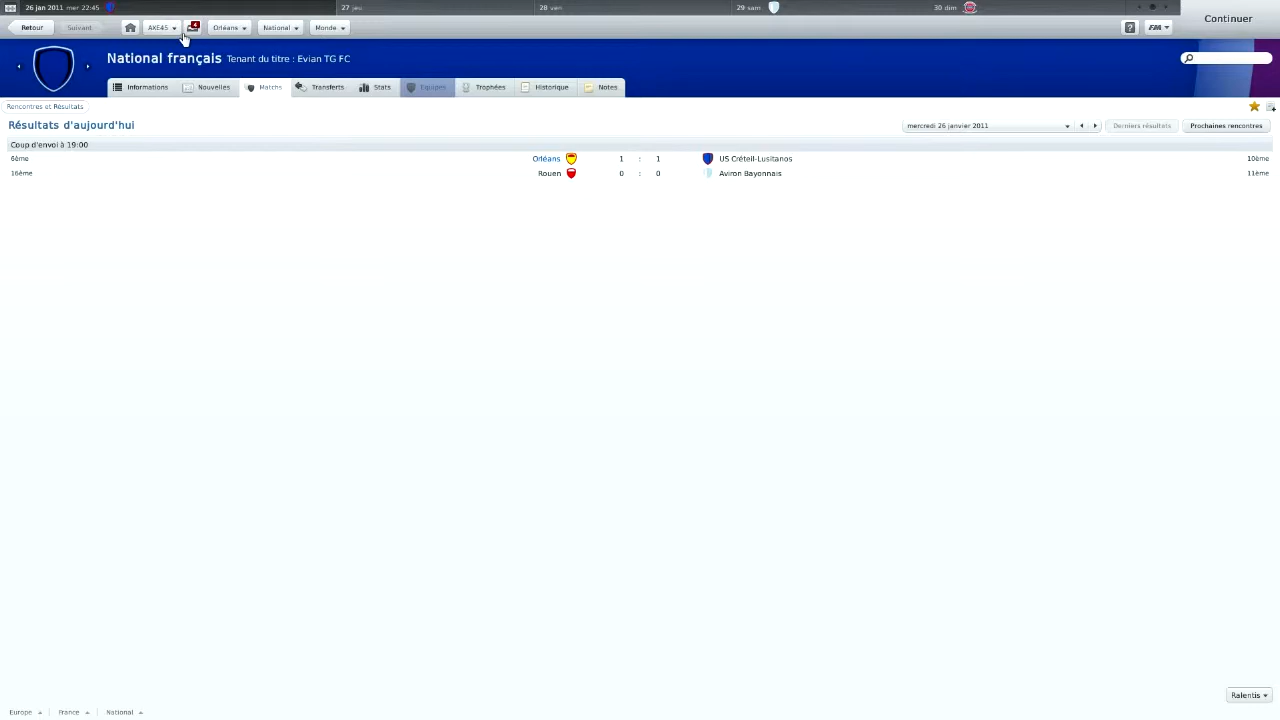 26 jan 2011 mer 22:45 27 jeu 28 ven 29 sam 30 dim
Continuer
Retour Suivant AXE45 4 Orléans National Monde ? FM
National français Tenant du titre : Evian TG FC
Informations Nouvelles Matchs Transferts Stats Equipes Trophées Historique Notes
Rencontres et Résultats
Résultats d'aujourd'hui mercredi 26 janvier 2011 Derniers résultats Prochaines rencontres
Coup d'envoi à 19:00
6ème Orléans 1 : 1 US Créteil-Lusitanos 10ème
16ème Rouen 0 : 0 Aviron Bayonnais 11ème
Ralentis
Europe France National